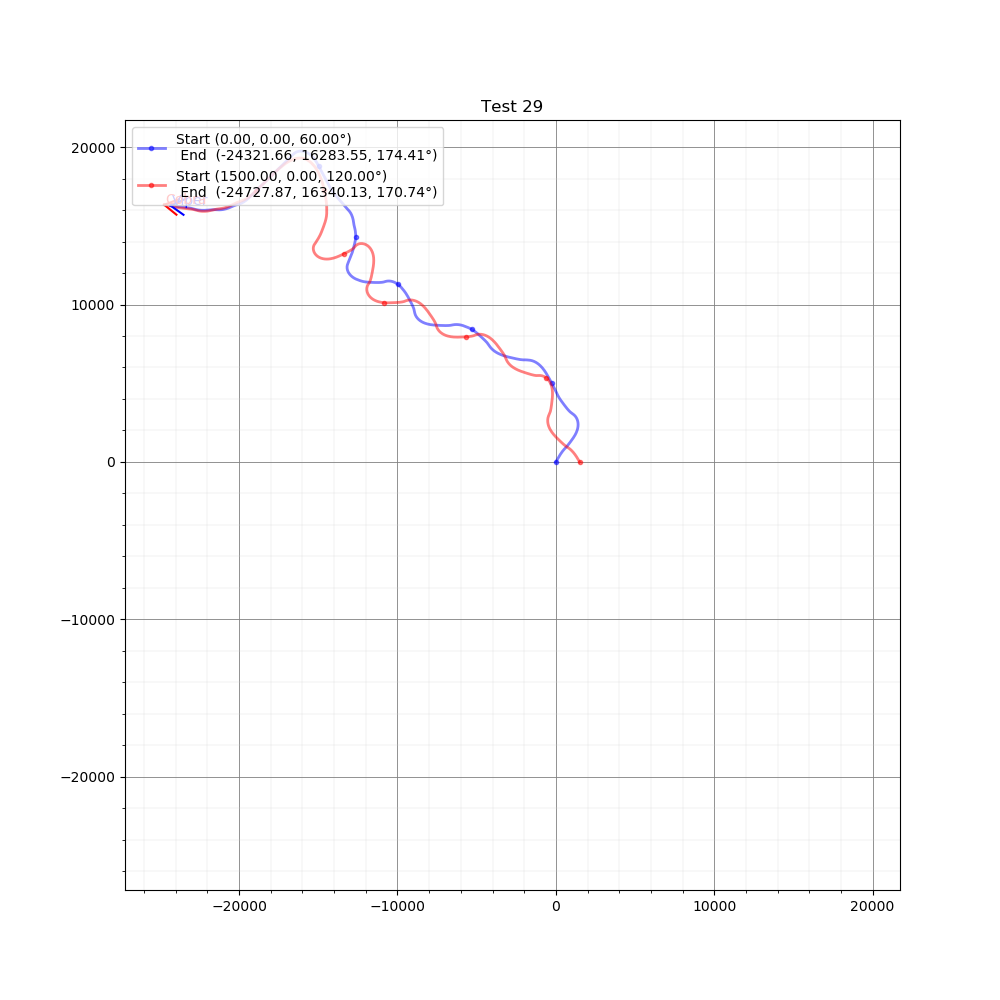 Test 29
Start (0.00, 0.00, 60.00°)
End (-24321.66, 16283.55, 174.41°)
Start (1500.00, 0.00, 120.00°)
End (-24727.87, 16340.13, 170.74°)
20000
10000
0
−10000
−20000
−20000 −10000 0 10000 20000